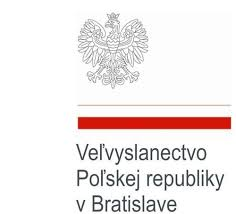 Veľvyslanectvo
Poľskej republiky
v Bratislave